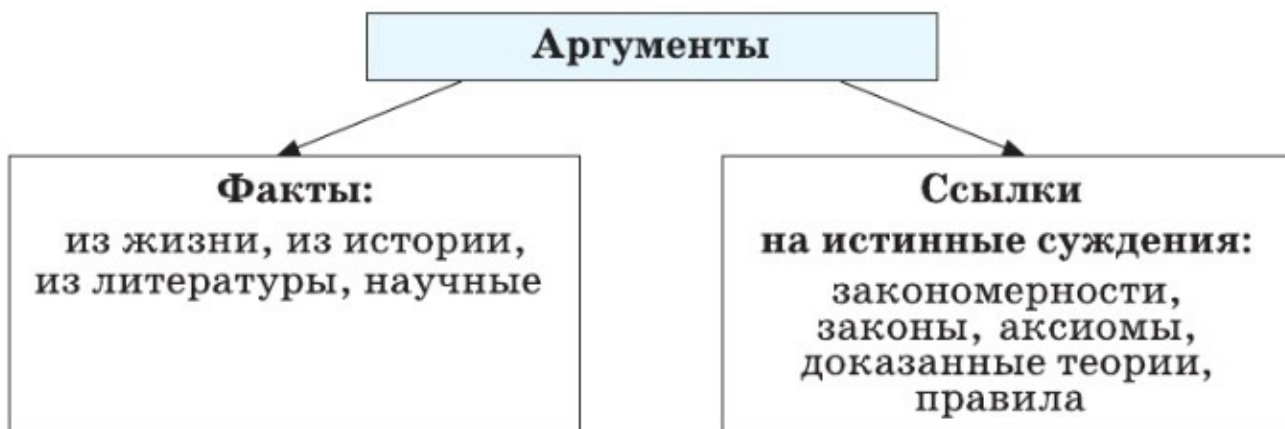 Аргументы
Факты:
из жизни, из истории,
из литературы, научные
Ссылки
на истинные суждения:
закономерности,
законы, аксиомы,
доказанные теории,
правила